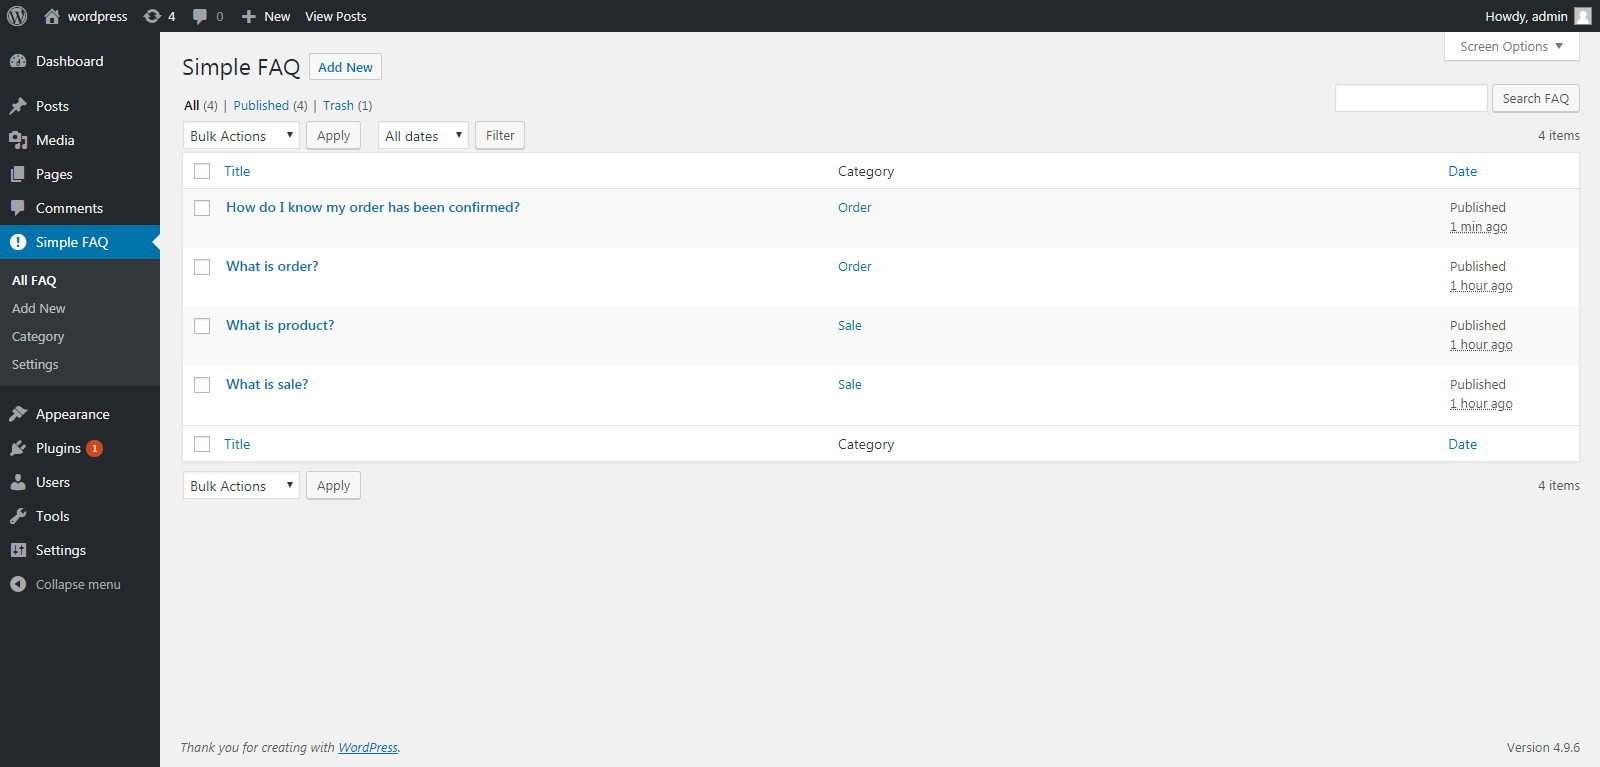 wordpress 4 0 New View Posts Howdy, admin
Screen Options
Dashboard
Posts
Media
Pages
Comments
Simple FAQ
All FAQ
Add New
Category
Settings
Appearance
Plugins 1
Users
Tools
Settings
Collapse menu
Simple FAQ Add New
All (4) | Published (4) | Trash (1)
Search FAQ
Bulk Actions Apply All dates Filter 4 items
Title Category Date
How do I know my order has been confirmed? Order Published
1 min ago
What is order? Order Published
1 hour ago
What is product? Sale Published
1 hour ago
What is sale? Sale Published
1 hour ago
Title Category Date
Bulk Actions Apply 4 items
Thank you for creating with WordPress. Version 4.9.6